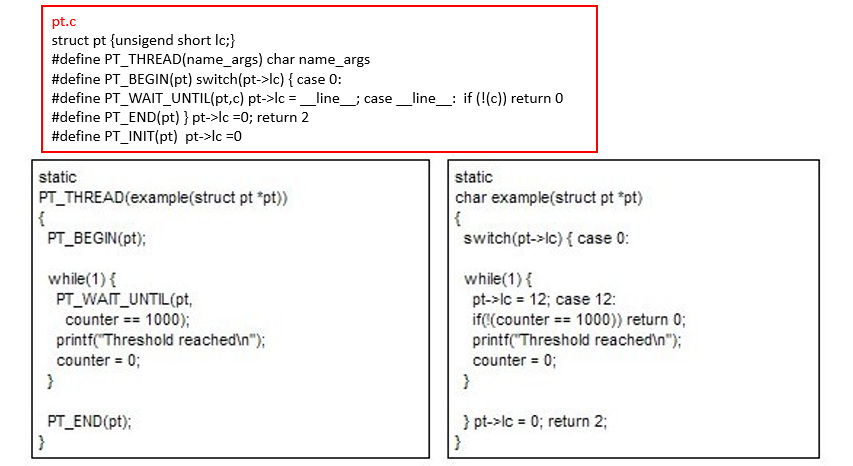 pt.c
struct pt {unsigend short lc;}
#define PT_THREAD(name_args) char name_args
#define PT_BEGIN(pt) switch(pt->lc) { case 0:
#define PT_WAIT_UNTIL(pt,c) pt->lc = __line__; case __line__:  if (!(c)) return 0
#define PT_END(pt) } pt->lc =0; return 2
#define PT_INIT(pt)  pt->lc =0
static
PT_THREAD(example(struct pt *pt))
{
PT_BEGIN(pt);
while(1) {
PT_WAIT_UNTIL(pt,
counter == 1000);
printf("Threshold reached\n");
counter = 0;
}
PT_END(pt);
}
static
char example(struct pt *pt)
{
switch(pt->lc) { case 0:
while(1) {
pt->lc = 12; case 12:
if(!(counter == 1000)) return 0;
printf("Threshold reached\n");
counter = 0;
}
} pt->lc = 0; return 2;
}